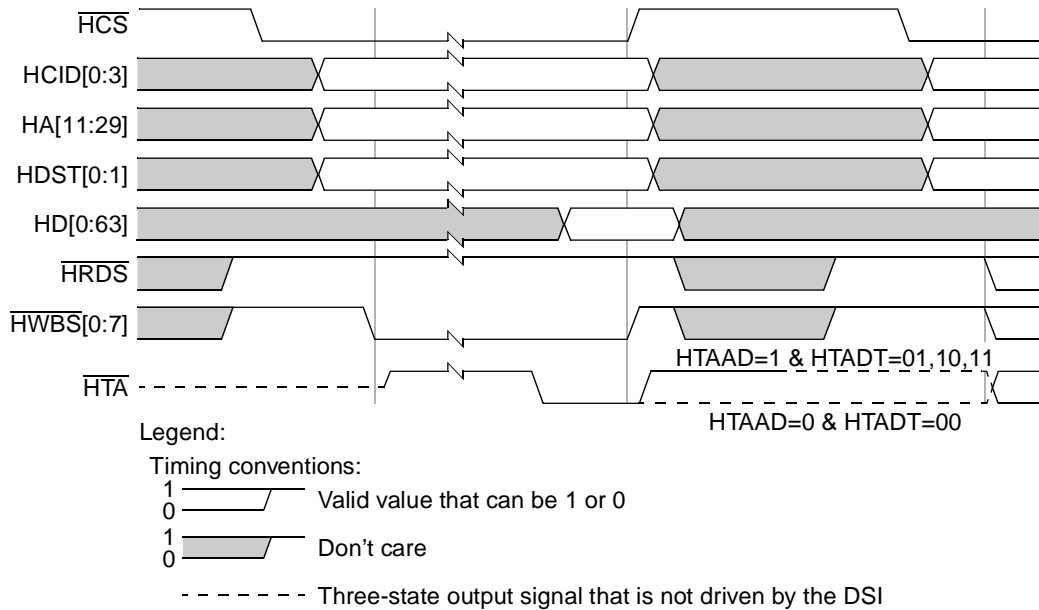 HCS
HCID[0:3]
HA[11:29]
HDST[0:1]
HD[0:63]
HRDS
HWBS[0:7]
HTAAD=1 & HTADT=01,10,11
HTA
HTAAD=0 & HTADT=00
Legend:
Timing conventions:
1
0
Valid value that can be 1 or 0
1
0
Don't care
Three-state output signal that is not driven by the DSI